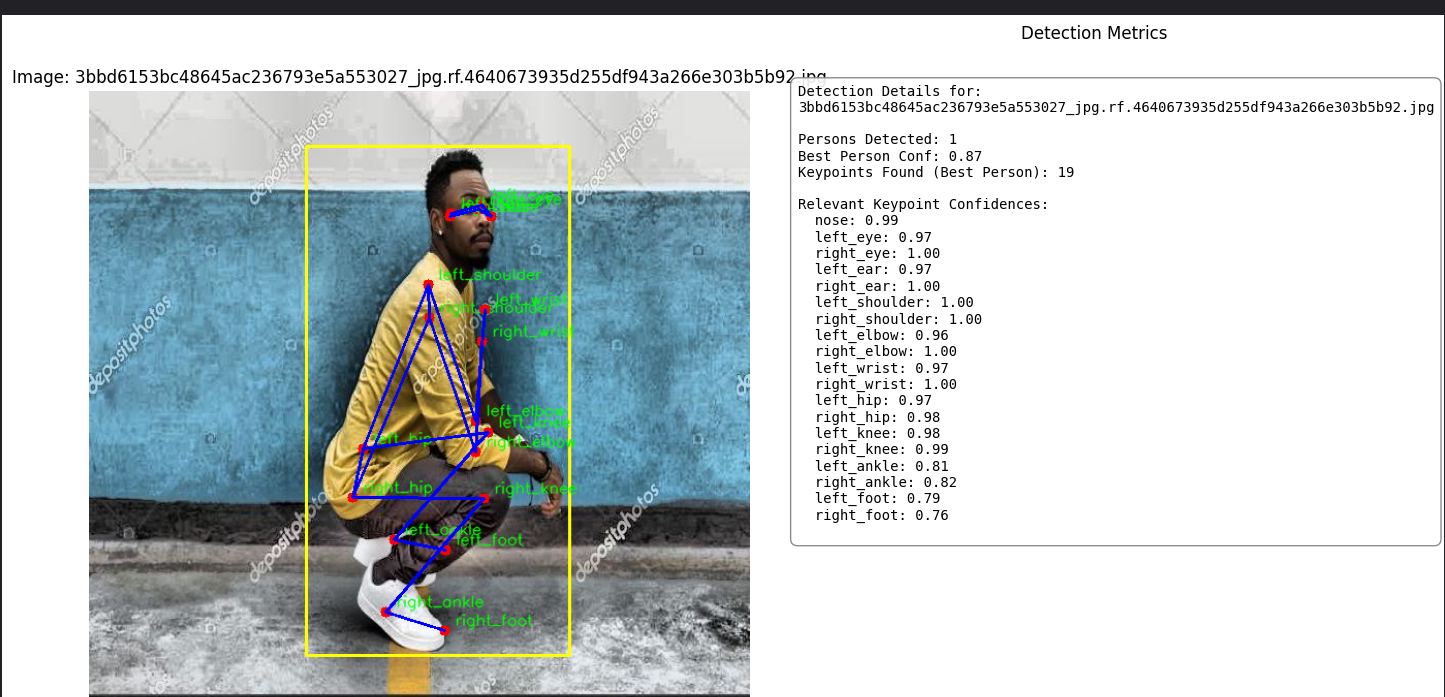 Detection Metrics
Image: 3bbd6153bc48645ac236793e5a553027_jpg.rf.4640673935d255df943a266e303b5b92.jpg
Detection Details for:
3bbd6153bc48645ac236793e5a553027_jpg.rf.4640673935d255df943a266e303b5b92.jpg
Persons Detected: 1
Best Person Conf: 0.87
Keypoints Found (Best Person): 19
Relevant Keypoint Confidences:
nose: 0.99
left_eye: 0.97
right_eye: 1.00
left_ear: 0.97
right_ear: 1.00
left_shoulder: 1.00
right_shoulder: 1.00
left_elbow: 0.96
right_elbow: 1.00
left_wrist: 0.97
right_wrist: 1.00
left_hip: 0.97
right_hip: 0.98
left_knee: 0.98
right_knee: 0.99
left_ankle: 0.81
right_ankle: 0.82
left_foot: 0.79
right_foot: 0.76
depositphotos
depositphotos
left_shoulder
left_wrist
right_shoulder
right_wrist
depositphotos
depositphotos
left_elbow
left_knee
left_hip
right_elbow
right_hip
right_knee
left_ankle
left_foot
depositphotos
depositphotos
right_ankle
right_foot